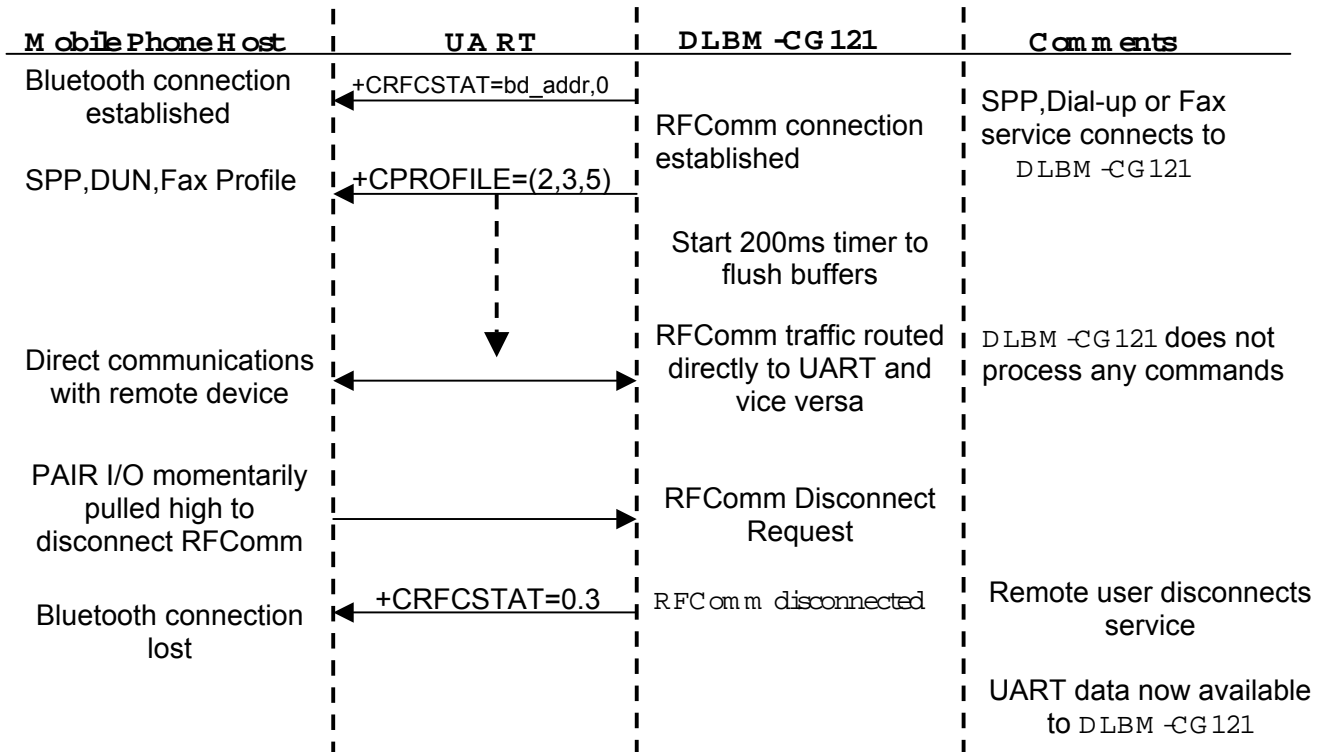 Mobile Phone Host UART DLBM-CG121 Comments
Bluetooth connection
established
+CRFCSTAT=bd_addr,0
RFComm connection
established
SPP,Dial-up or Fax
service connects to
DLBM-CG121
SPP,DUN,Fax Profile
+CPROFILE=(2,3,5)
Start 200ms timer to
flush buffers
Direct communications
with remote device
RFComm traffic routed
directly to UART and
vice versa
DLBM-CG121 does not
process any commands
PAIR I/O momentarily
pulled high to
disconnect RFComm
RFComm Disconnect
Request
Bluetooth connection
lost
+CRFCSTAT=0.3
RFComm disconnected
Remote user disconnects
service
UART data now available
to DLBM-CG121